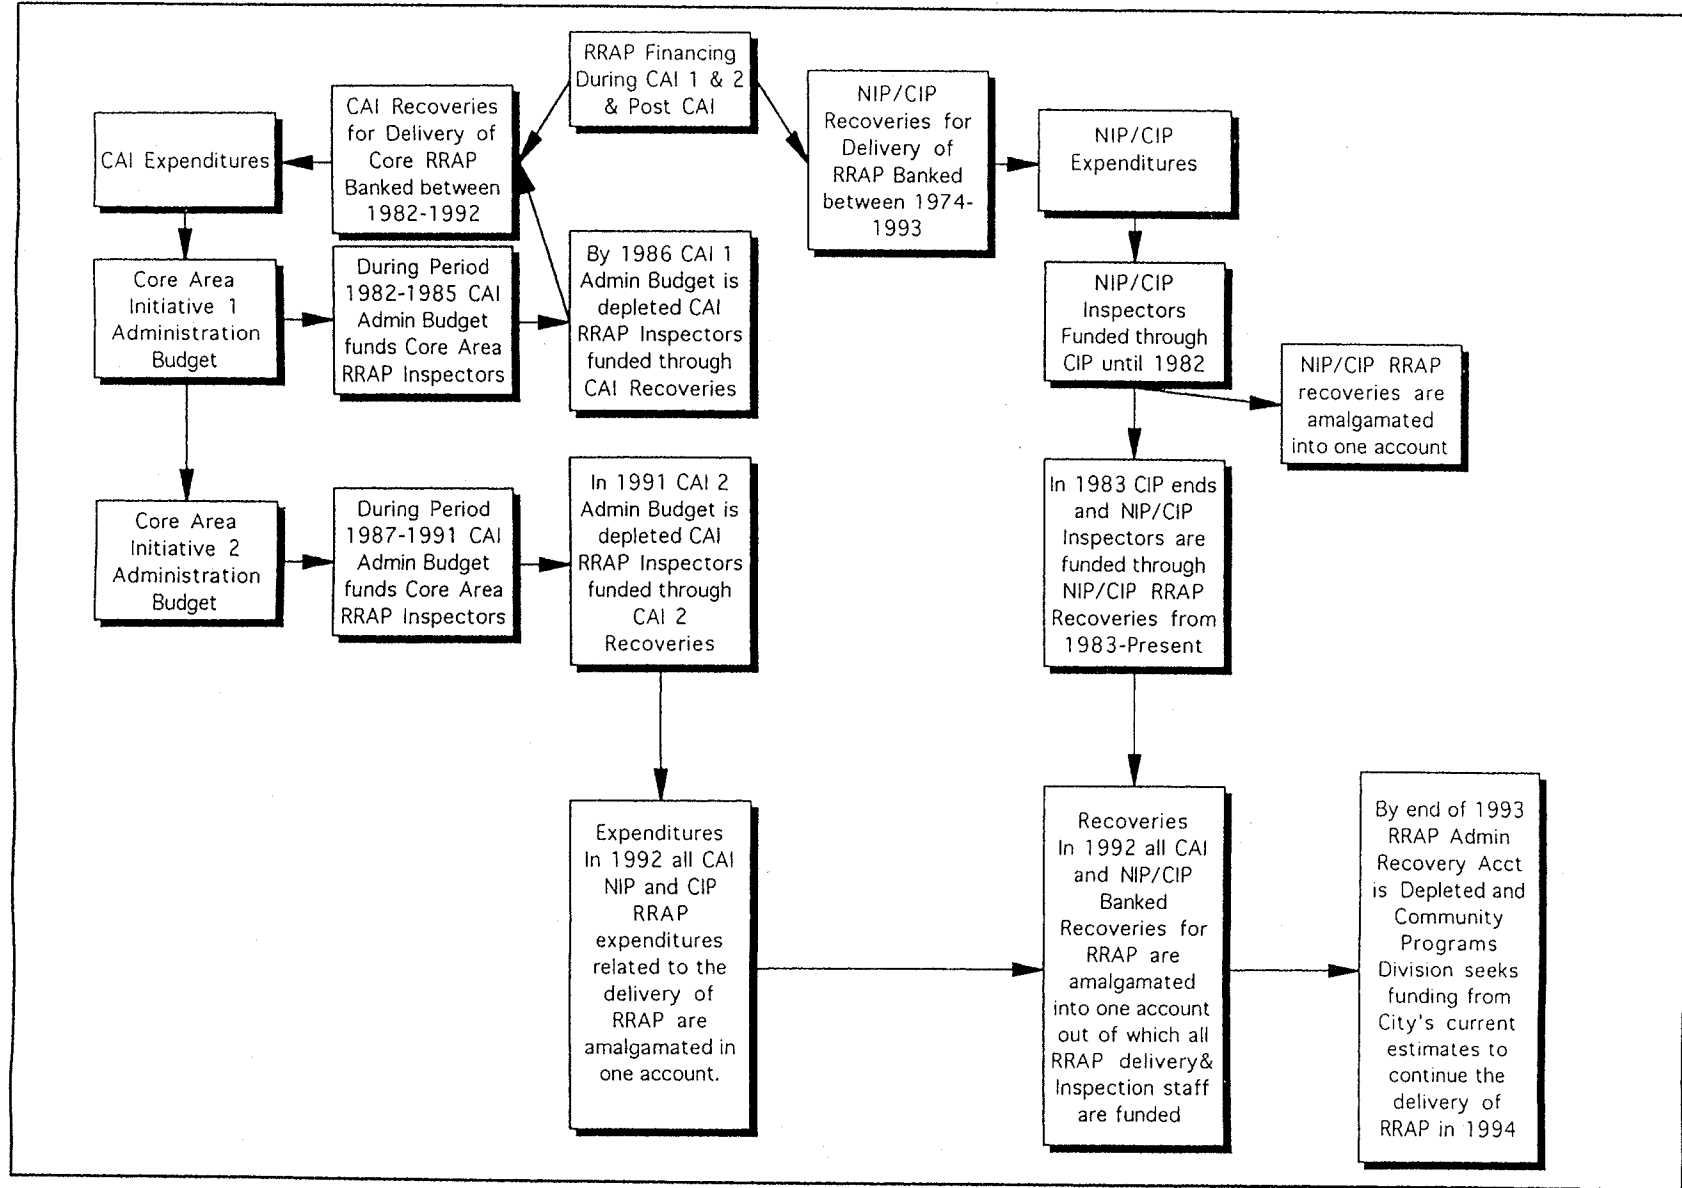 RRAP Financing
During CAI 1 & 2
& Post CAI
CAI Recoveries
for Delivery of
Core RRAP
Banked between
1982-1992
NIP/CIP
Recoveries for
Delivery of
RRAP Banked
between 1974-
1993
CAI Expenditures
NIP/CIP
Expenditures
Core Area
Initiative 1
Administration
Budget
During Period
1982-1985 CAI
Admin Budget
funds Core Area
RRAP Inspectors
By 1986 CAI 1
Admin Budget is
depleted CAI
RRAP Inspectors
funded through
CAI Recoveries
NIP/CIP
Inspectors
Funded through
CIP until 1982
NIP/CIP RRAP
recoveries are
amalgamated
into one account
Core Area
Initiative 2
Administration
Budget
During Period
1987-1991 CAI
Admin Budget
funds Core Area
RRAP Inspectors
In 1991 CAI 2
Admin Budget is
depleted CAI
RRAP Inspectors
funded through
CAI 2
Recoveries
In 1983 CIP ends
and NIP/CIP
Inspectors are
funded through
NIP/CIP RRAP
Recoveries from
1983-Present
Expenditures
In 1992 all CAI
NIP and CIP
RRAP
expenditures
related to the
delivery of
RRAP are
amalgamated in
one account.
Recoveries
In 1992 all CAI
and NIP/CIP
Banked
Recoveries for
RRAP are
amalgamated
into one account
out of which all
RRAP delivery&
Inspection staff
are funded
By end of 1993
RRAP Admin
Recovery Acct
is Depleted and
Community
Programs
Division seeks
funding from
City's current
estimates to
continue the
delivery of
RRAP in 1994